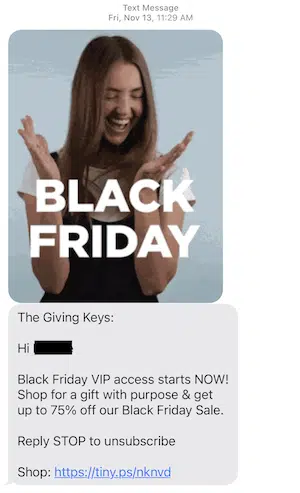 Text Message
Fri, Nov 13, 11:29 AM
BLACK
FRIDAY
The Giving Keys:
Hi
Black Friday VIP access starts NOW!
Shop for a gift with purpose & get
up to 75% off our Black Friday Sale.
Reply STOP to unsubscribe
Shop: https://tiny.ps/nknvd